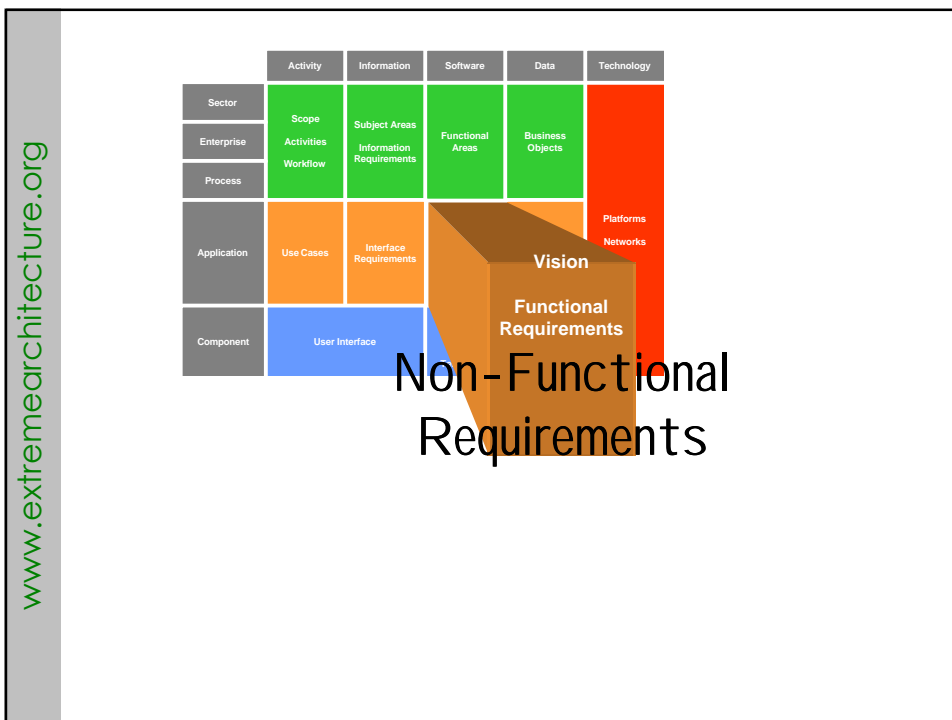 www.extremearchitecture.org
Activity Information Software Data Technology
Sector
Enterprise
Process
Scope
Activities
Workflow
Subject Areas
Information
Requirements
Functional
Areas
Business
Objects
Platforms
Networks
Application
Use Cases
Interface
Requirements
Vision
Functional
Requirements
Component
User Interface
Non-Functional
Requirements